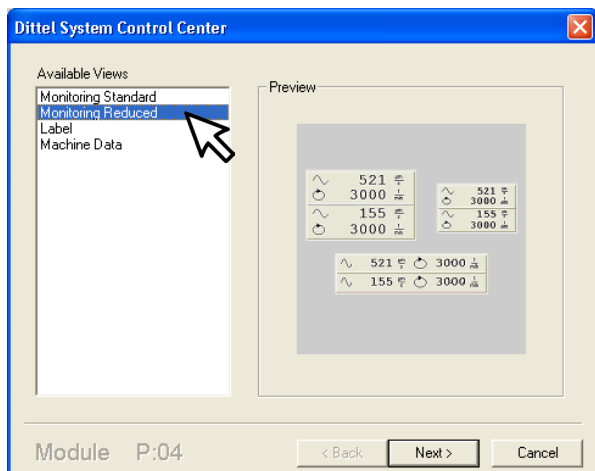 Dittel System Control Center
Available Views
Monitoring Standard
Monitoring Reduced
Label
Machine Data
Preview
521
3000
155
3000
521
3000
155
3000
521 3000
155 3000
Module P:04
< Back Next > Cancel